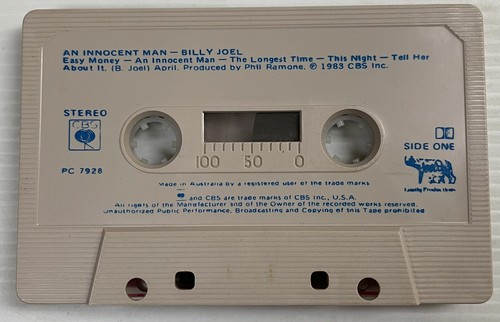 AN INNOCENT MAN — BILLY JOEL
Easy Money — An Innocent Man — The Longest Time — This Night — Tell Her
About It. (B. Joel) April. Produced by Phil Ramone. ℗ 1983 CBS Inc.
STEREO
CBS
PC 7928
100 50 0
SIDE ONE
Family Productions
Made in Australia by a registered user of the trade marks
and CBS are trade marks of CBS Inc., U.S.A.
All rights of the Manufacturer and of the Owner of the recorded works reserved.
Unauthorized Public Performance, Broadcasting and Copying of this Tape prohibited